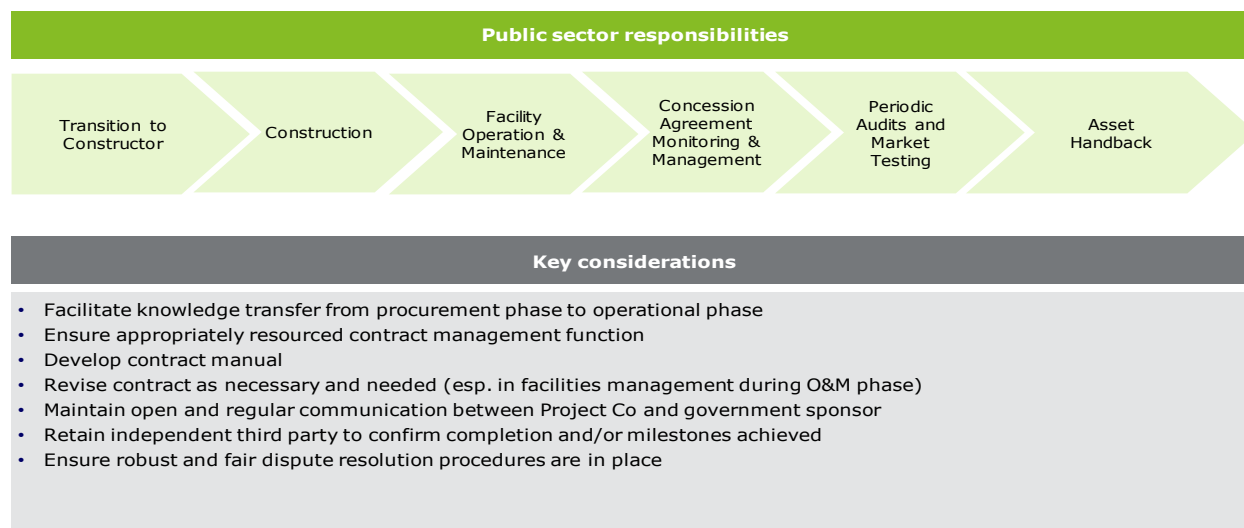 Public sector responsibilities
Transition to
Constructor
Construction
Facility
Operation &
Maintenance
Concession
Agreement
Monitoring &
Management
Periodic
Audits and
Market
Testing
Asset
Handback
Key considerations
• Facilitate knowledge transfer from procurement phase to operational phase
• Ensure appropriately resourced contract management function
• Develop contract manual
• Revise contract as necessary and needed (esp. in facilities management during O&M phase)
• Maintain open and regular communication between Project Co and government sponsor
• Retain independent third party to confirm completion and/or milestones achieved
• Ensure robust and fair dispute resolution procedures are in place